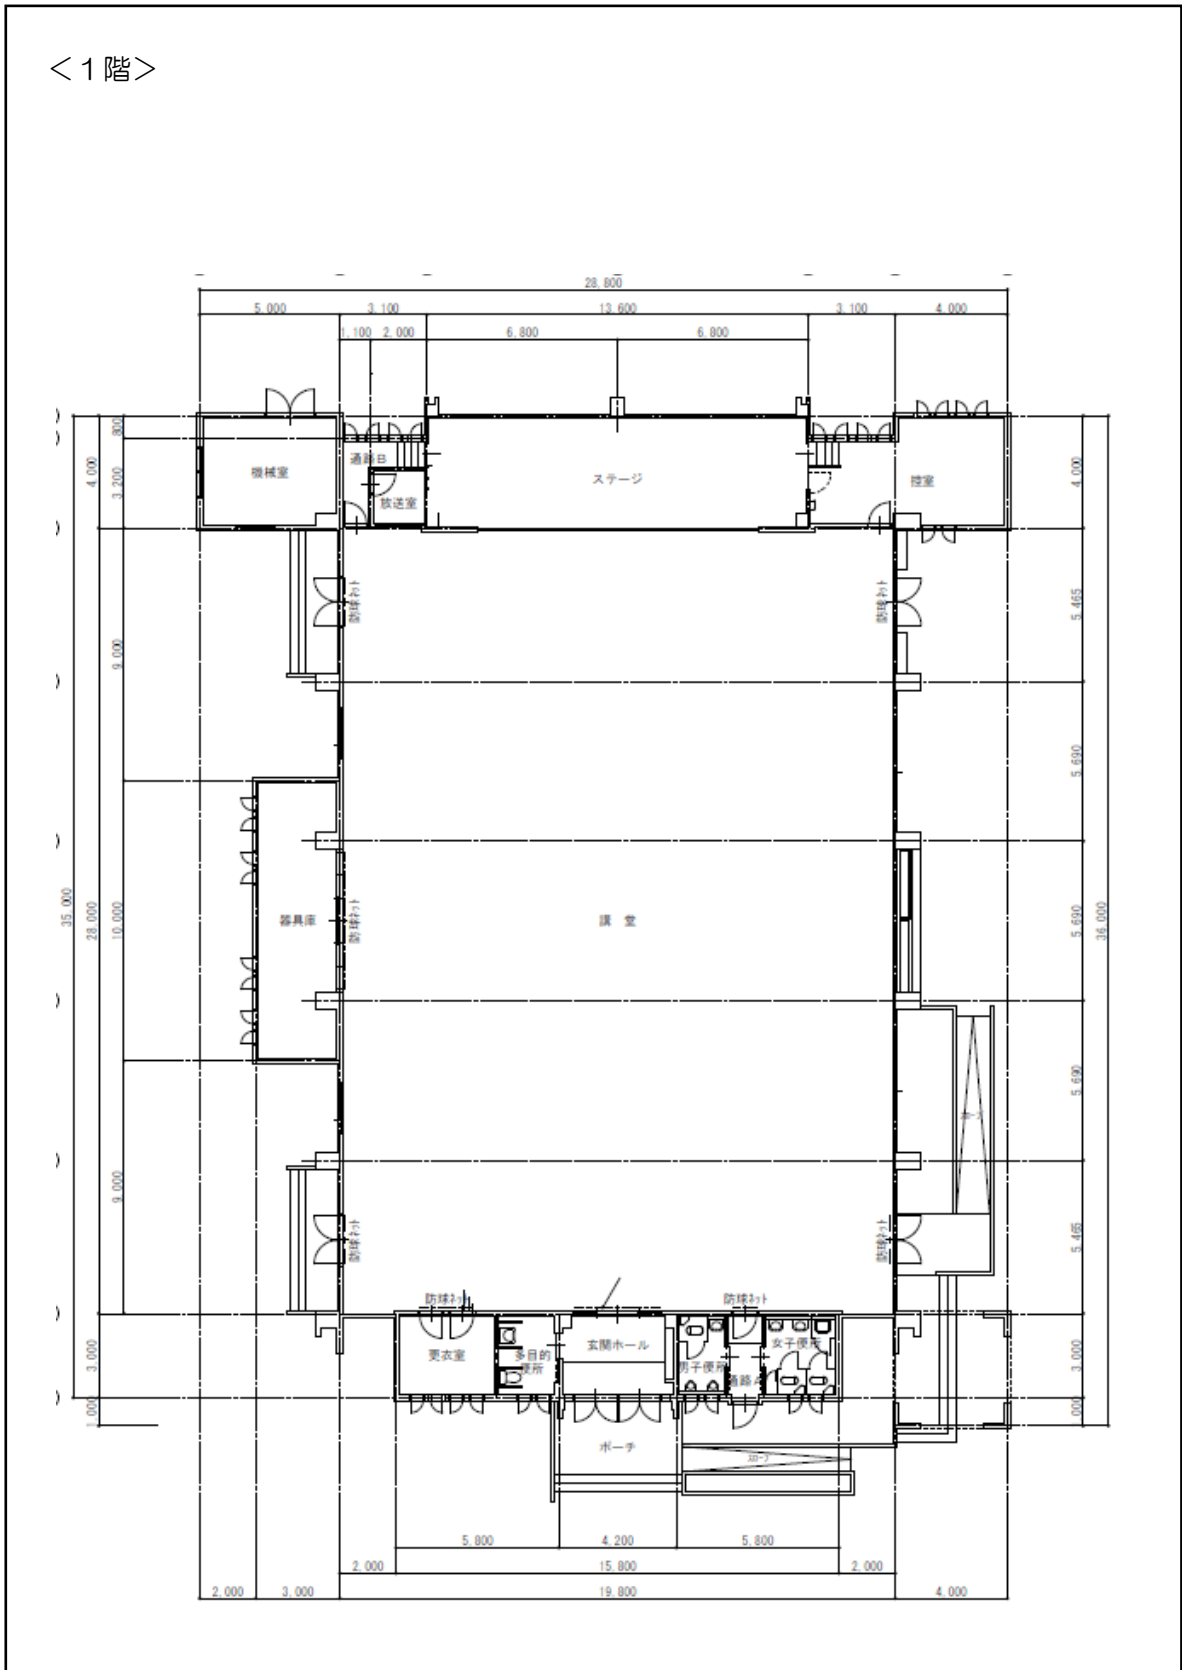 ＜１階＞
28.800
5.000 3.100 13.600 3.100 4.000
1.100 2.000 6.800 6.800
機械室
通路B
放送室
ステージ
控室
800
3.200
4.000
4.000
防球ネット
防球ネット
5.465
9.000
5.690
35.000
28.000
10.000
器具庫
防球ネット
講堂
5.690
36.000
5.690
スロープ
9.000
防球ネット
防球ネット
5.465
防球ネット
防球ネット
更衣室
多目的
便所
玄関ホール
男子便所
通路A
女子便所
3.000
1.000
3.000
1.000
ポーチ
スロープ
5.800 4.200 5.800
2.000 15.800 2.000
2.000 3.000 19.800 4.000